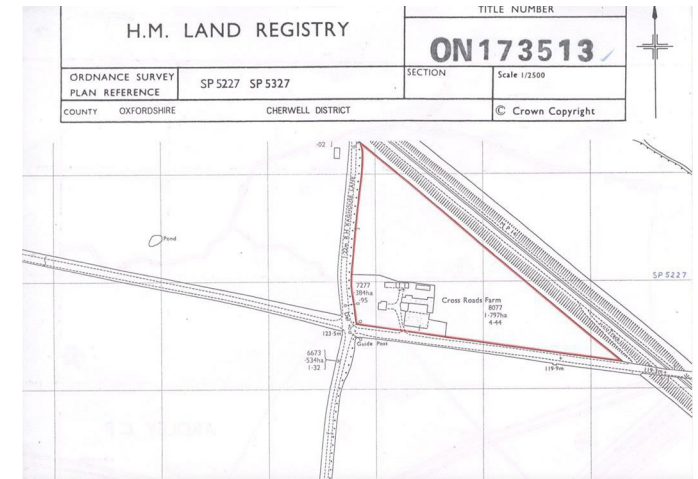 TITLE NUMBER
H.M. LAND REGISTRY
ON173513
ORDNANCE SURVEY
PLAN REFERENCE
SP 5227 SP 5327
SECTION
Scale 1/2500
COUNTY OXFORDSHIRE
CHERWELL DISTRICT
© Crown Copyright
Pond
SP 5227
7277
·384ha
·95
Cross Roads Farm
8077
1·797ha
4·44
Guide Post
6673
·534ha
1·32
119·9m